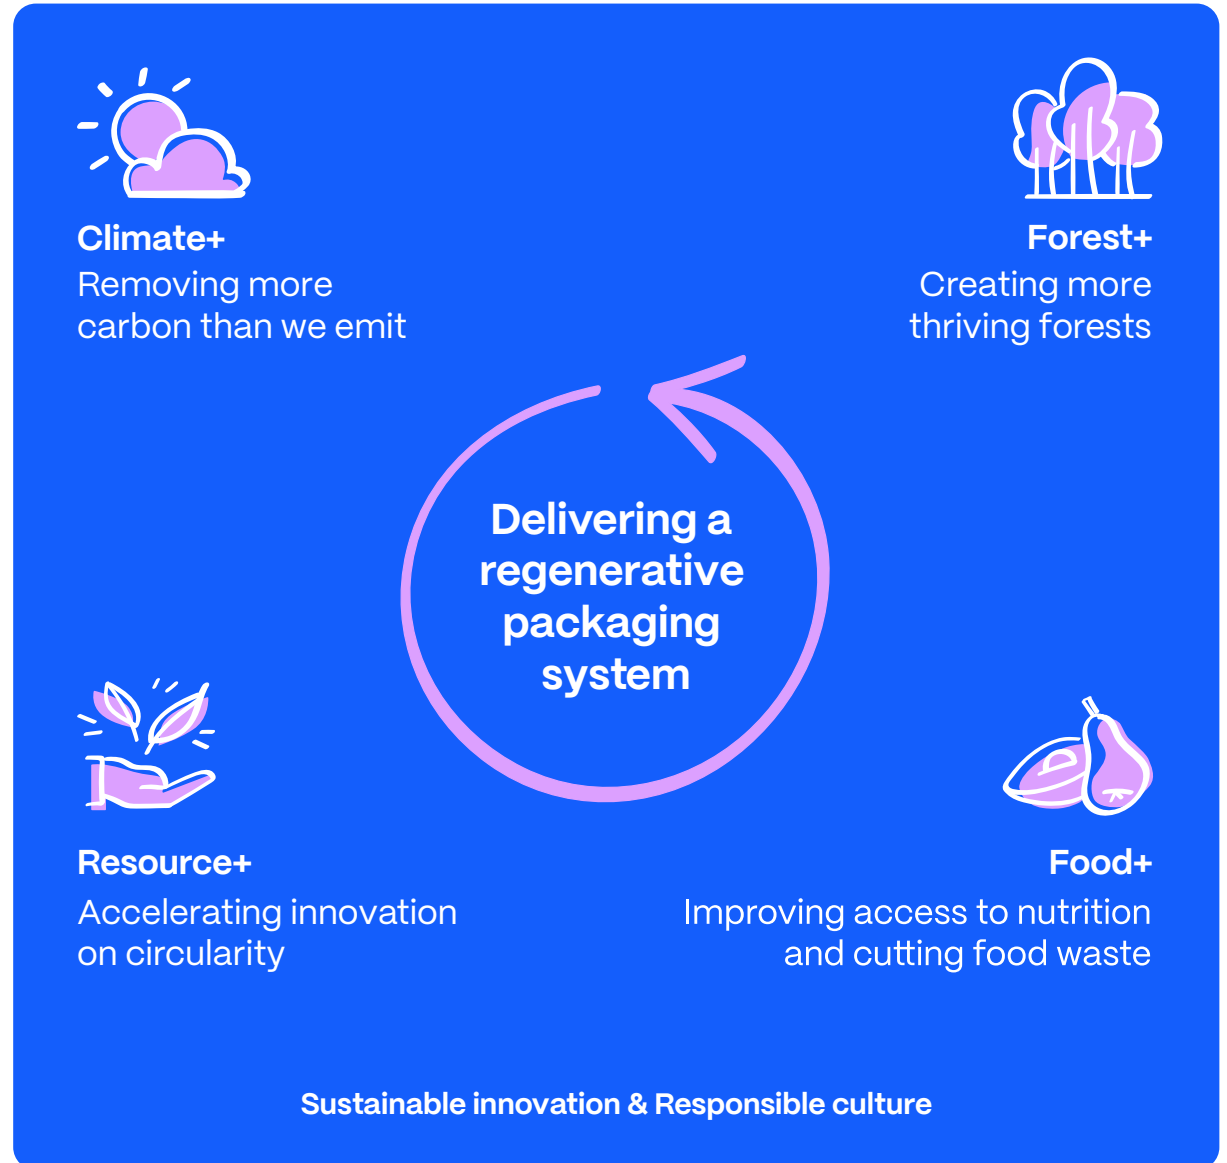 Climate+
Removing more
carbon than we emit
Forest+
Creating more
thriving forests
Delivering a
regenerative
packaging
system
Resource+
Accelerating innovation
on circularity
Food+
Improving access to nutrition
and cutting food waste
Sustainable innovation & Responsible culture